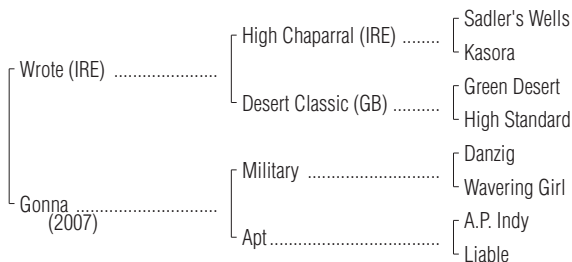 Sadler's Wells
High Chaparral (IRE) ........
Kasora
Wrote (IRE) ......................
Green Desert
Desert Classic (GB) ..........
High Standard
Danzig
Military ............................
Wavering Girl
Gonna ..............................
(2007)
A.P. Indy
Apt....................................
Liable